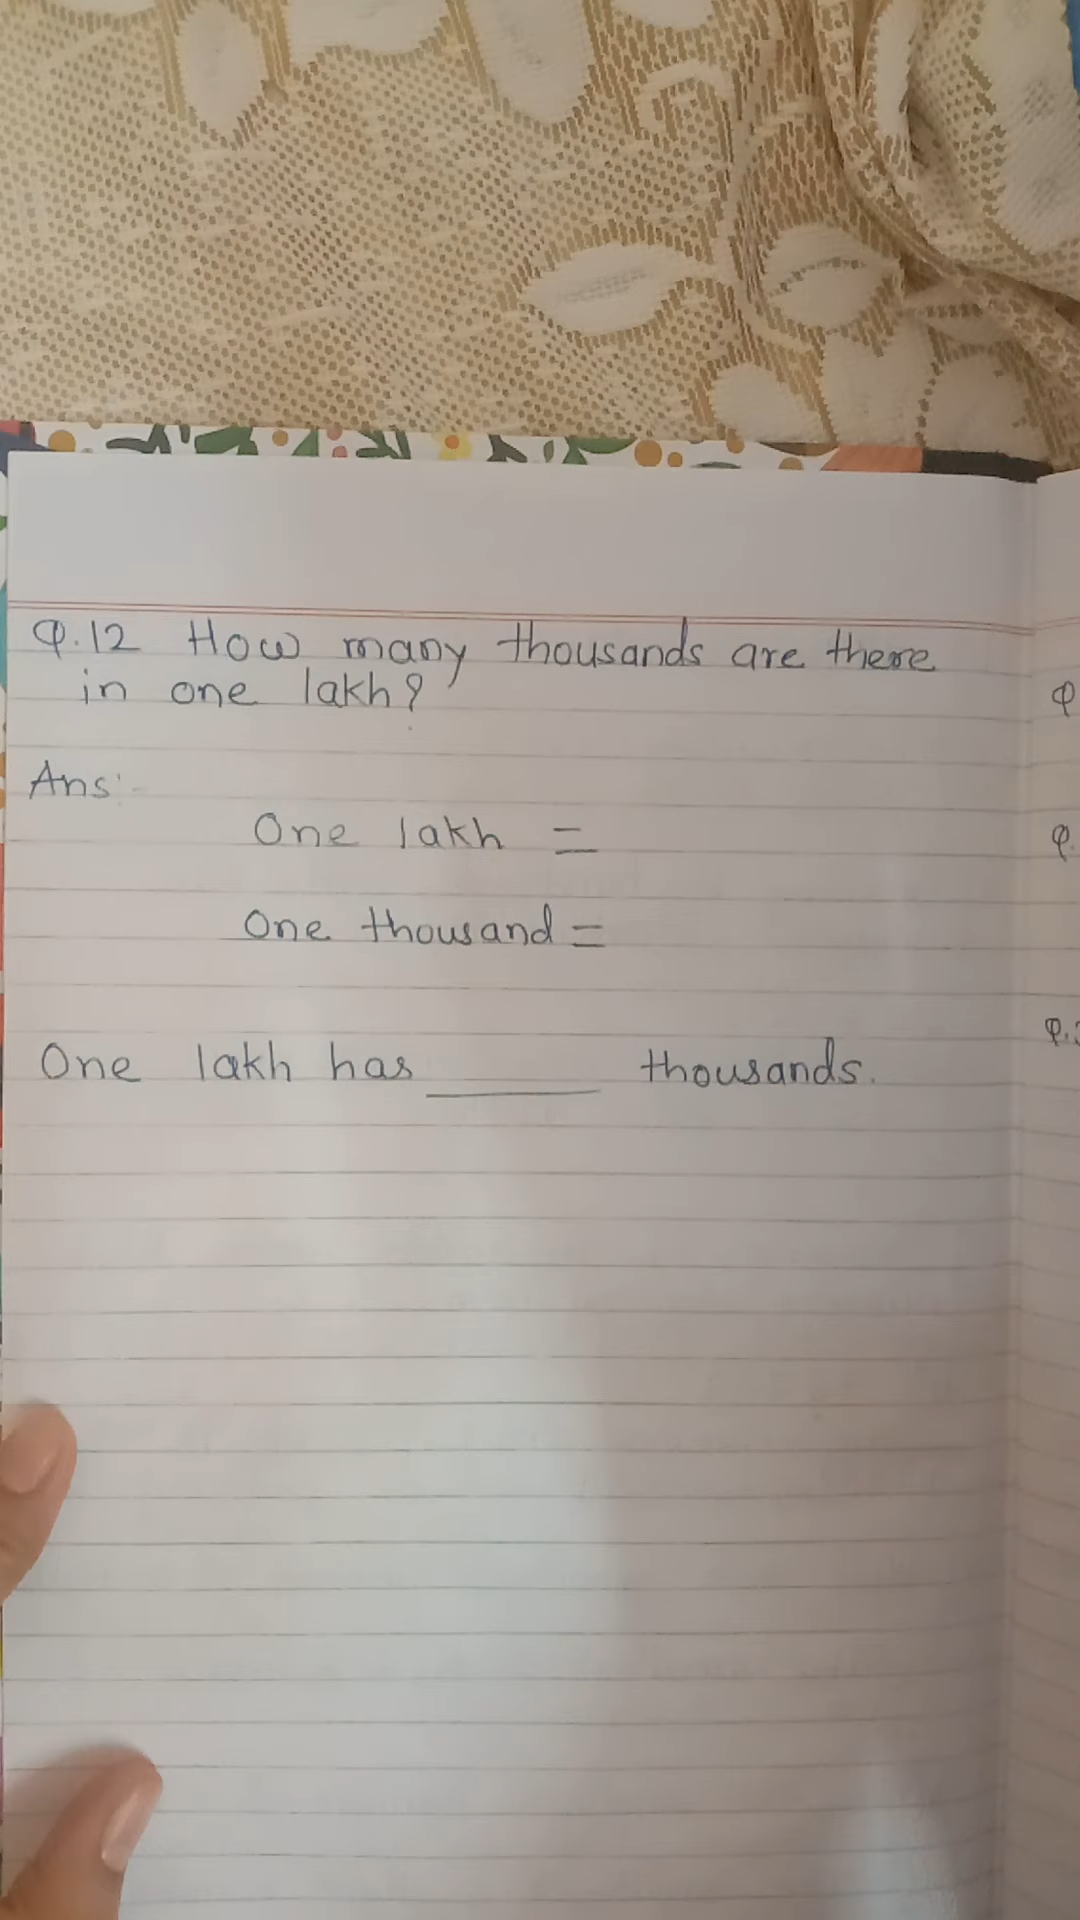 Q.12 How many thousands are there
in one lakh?
Ans:-
One lakh =
One thousand =
One lakh has ______ thousands.
Q
Q.
Q.